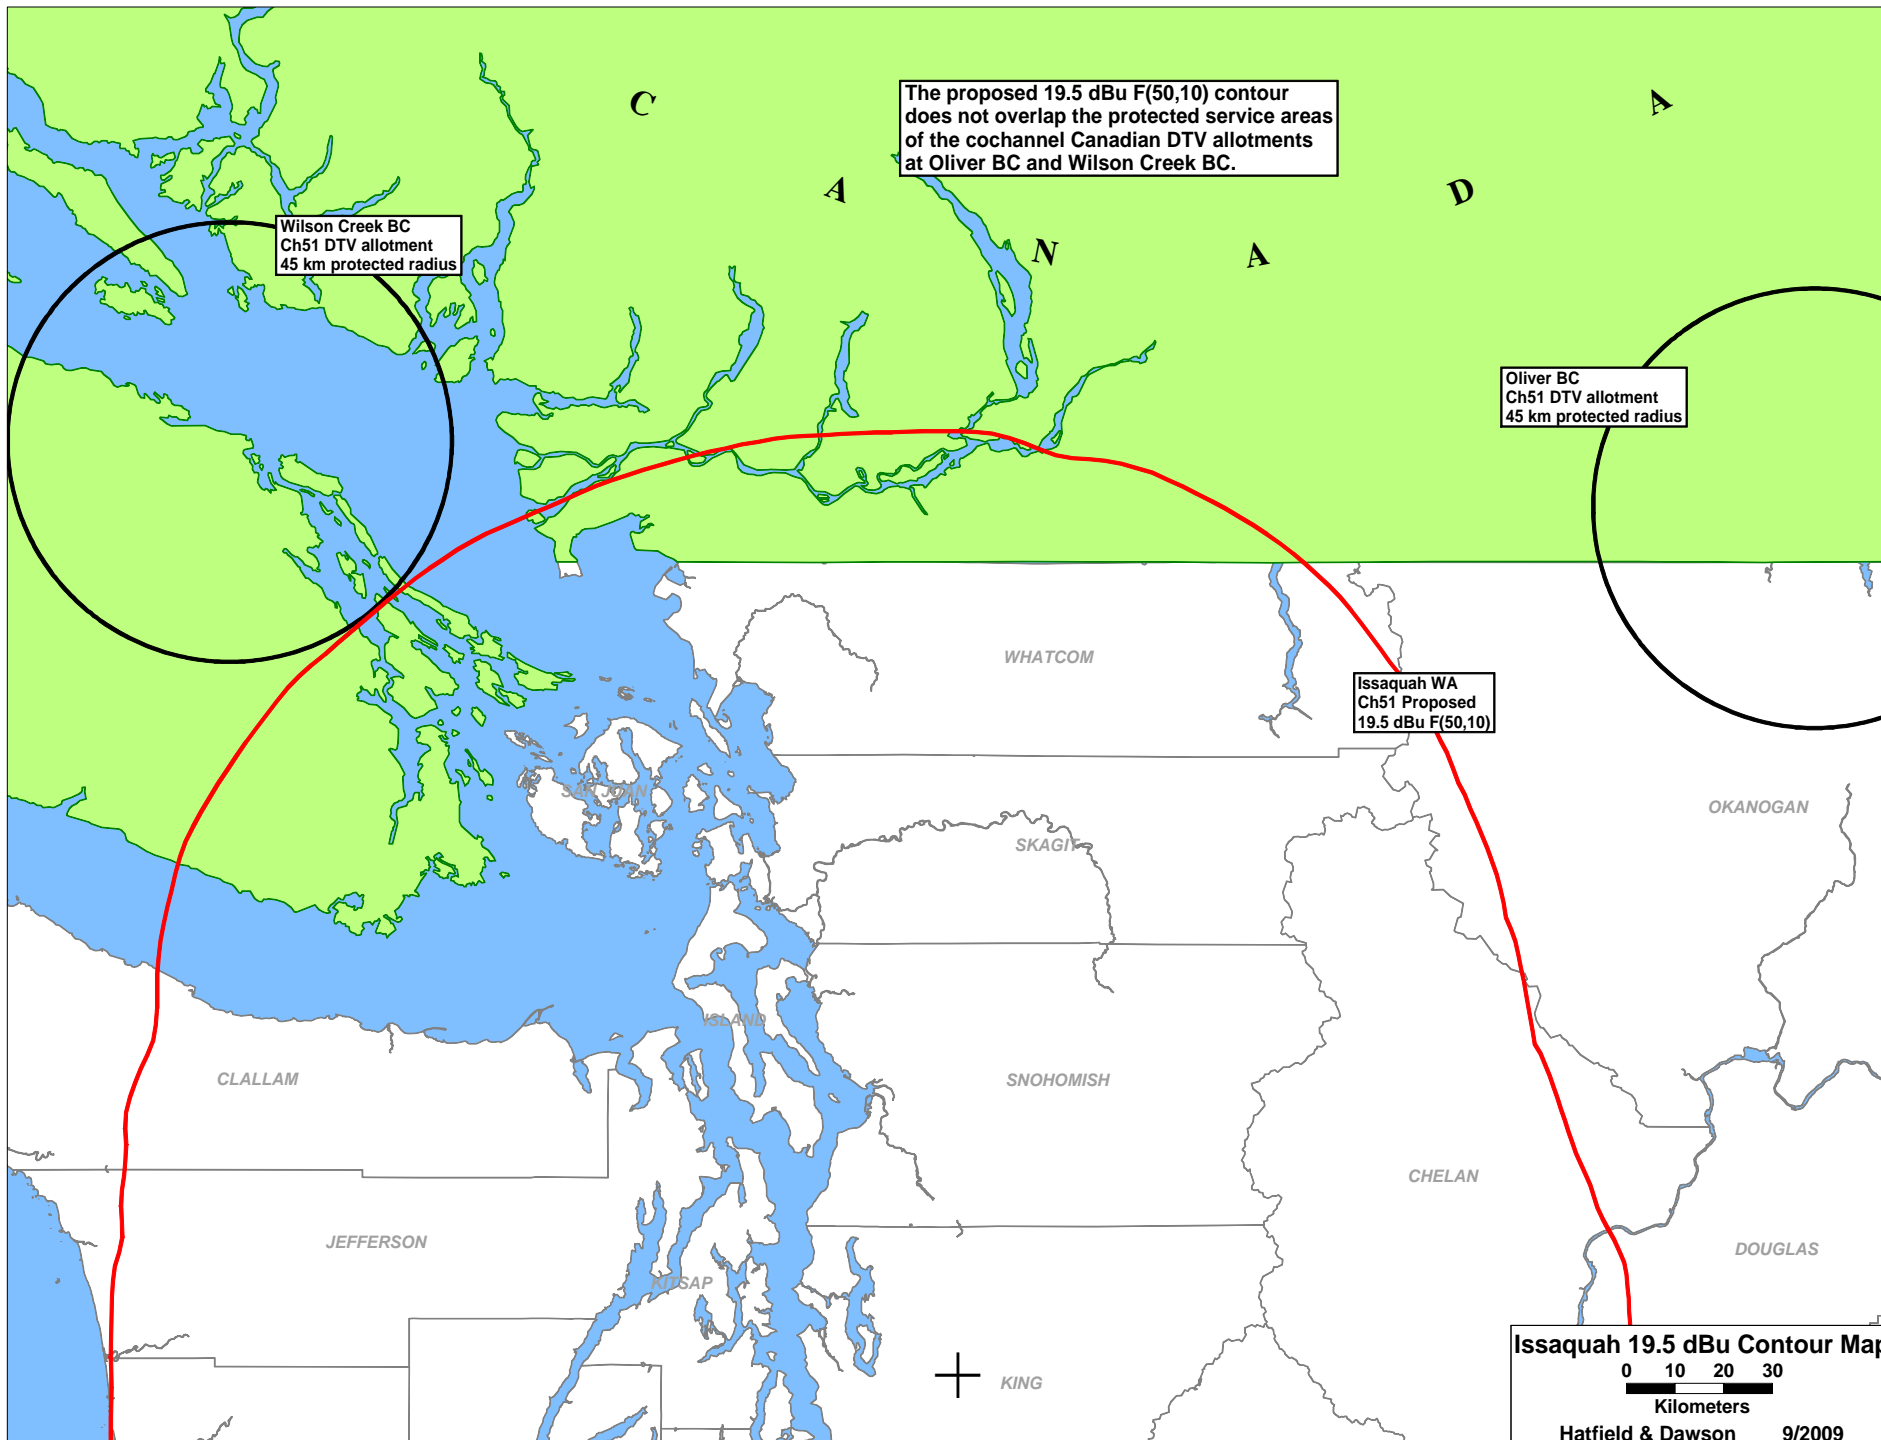 C
A
N
A
D
A
The proposed 19.5 dBu F(50,10) contour
does not overlap the protected service areas
of the cochannel Canadian DTV allotments
at Oliver BC and Wilson Creek BC.
Wilson Creek BC
Ch51 DTV allotment
45 km protected radius
Oliver BC
Ch51 DTV allotment
45 km protected radius
WHATCOM
Issaquah WA
Ch51 Proposed
19.5 dBu F(50,10)
SAN JUAN
OKANOGAN
SKAGIT
ISLAND
CLALLAM
SNOHOMISH
CHELAN
JEFFERSON
KITSAP
DOUGLAS
KING
Issaquah 19.5 dBu Contour Map
0 10 20 30
Kilometers
Hatfield & Dawson 9/2009